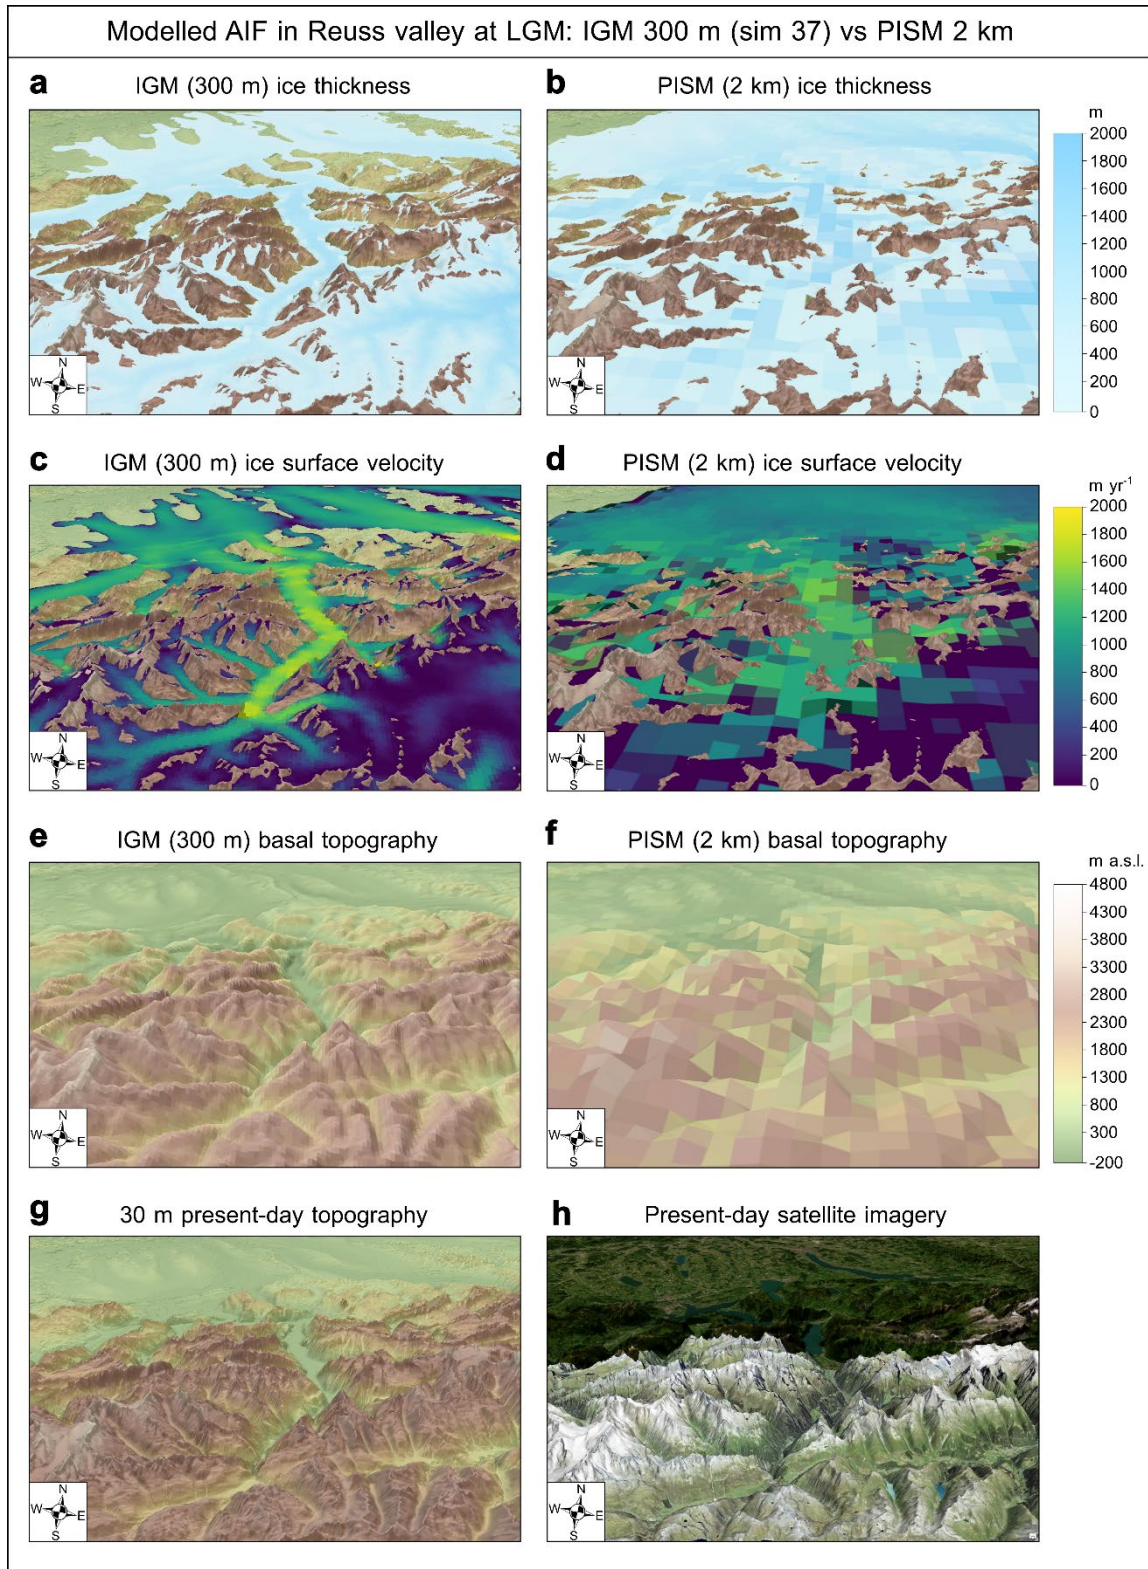 Modelled AIF in Reuss valley at LGM: IGM 300 m (sim 37) vs PISM 2 km
a IGM (300 m) ice thickness
b PISM (2 km) ice thickness
m
2000
1800
1600
1400
1200
1000
800
600
400
200
0
N
W E
S
N
W E
S
c IGM (300 m) ice surface velocity
d PISM (2 km) ice surface velocity
m yr⁻¹
2000
1800
1600
1400
1200
1000
800
600
400
200
0
N
W E
S
N
W E
S
e IGM (300 m) basal topography
f PISM (2 km) basal topography
m a.s.l.
4800
4300
3800
3300
2800
2300
1800
1300
800
300
-200
N
W E
S
N
W E
S
g 30 m present-day topography
h Present-day satellite imagery
N
W E
S
N
W E
S